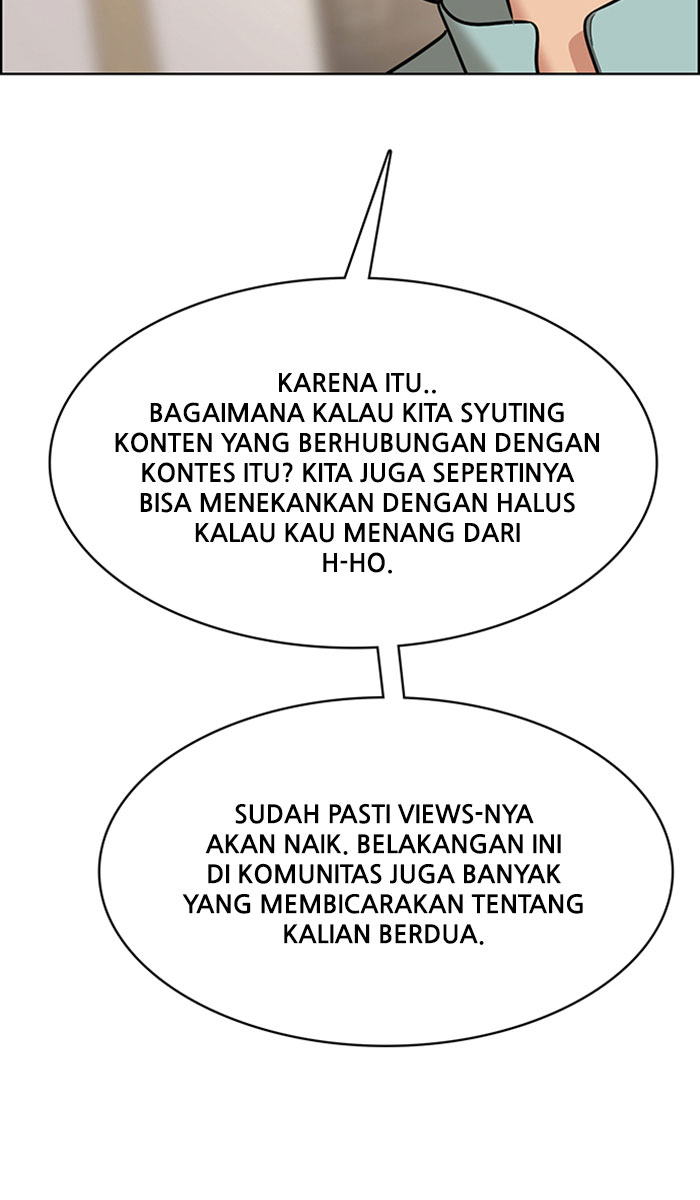 KARENA ITU..
BAGAIMANA KALAU KITA SYUTING
KONTEN YANG BERHUBUNGAN DENGAN
KONTES ITU? KITA JUGA SEPERTINYA
BISA MENEKANKAN DENGAN HALUS
KALAU KAU MENANG DARI
H-HO.
SUDAH PASTI VIEWS-NYA
AKAN NAIK. BELAKANGAN INI
DI KOMUNITAS JUGA BANYAK
YANG MEMBICARAKAN TENTANG
KALIAN BERDUA.